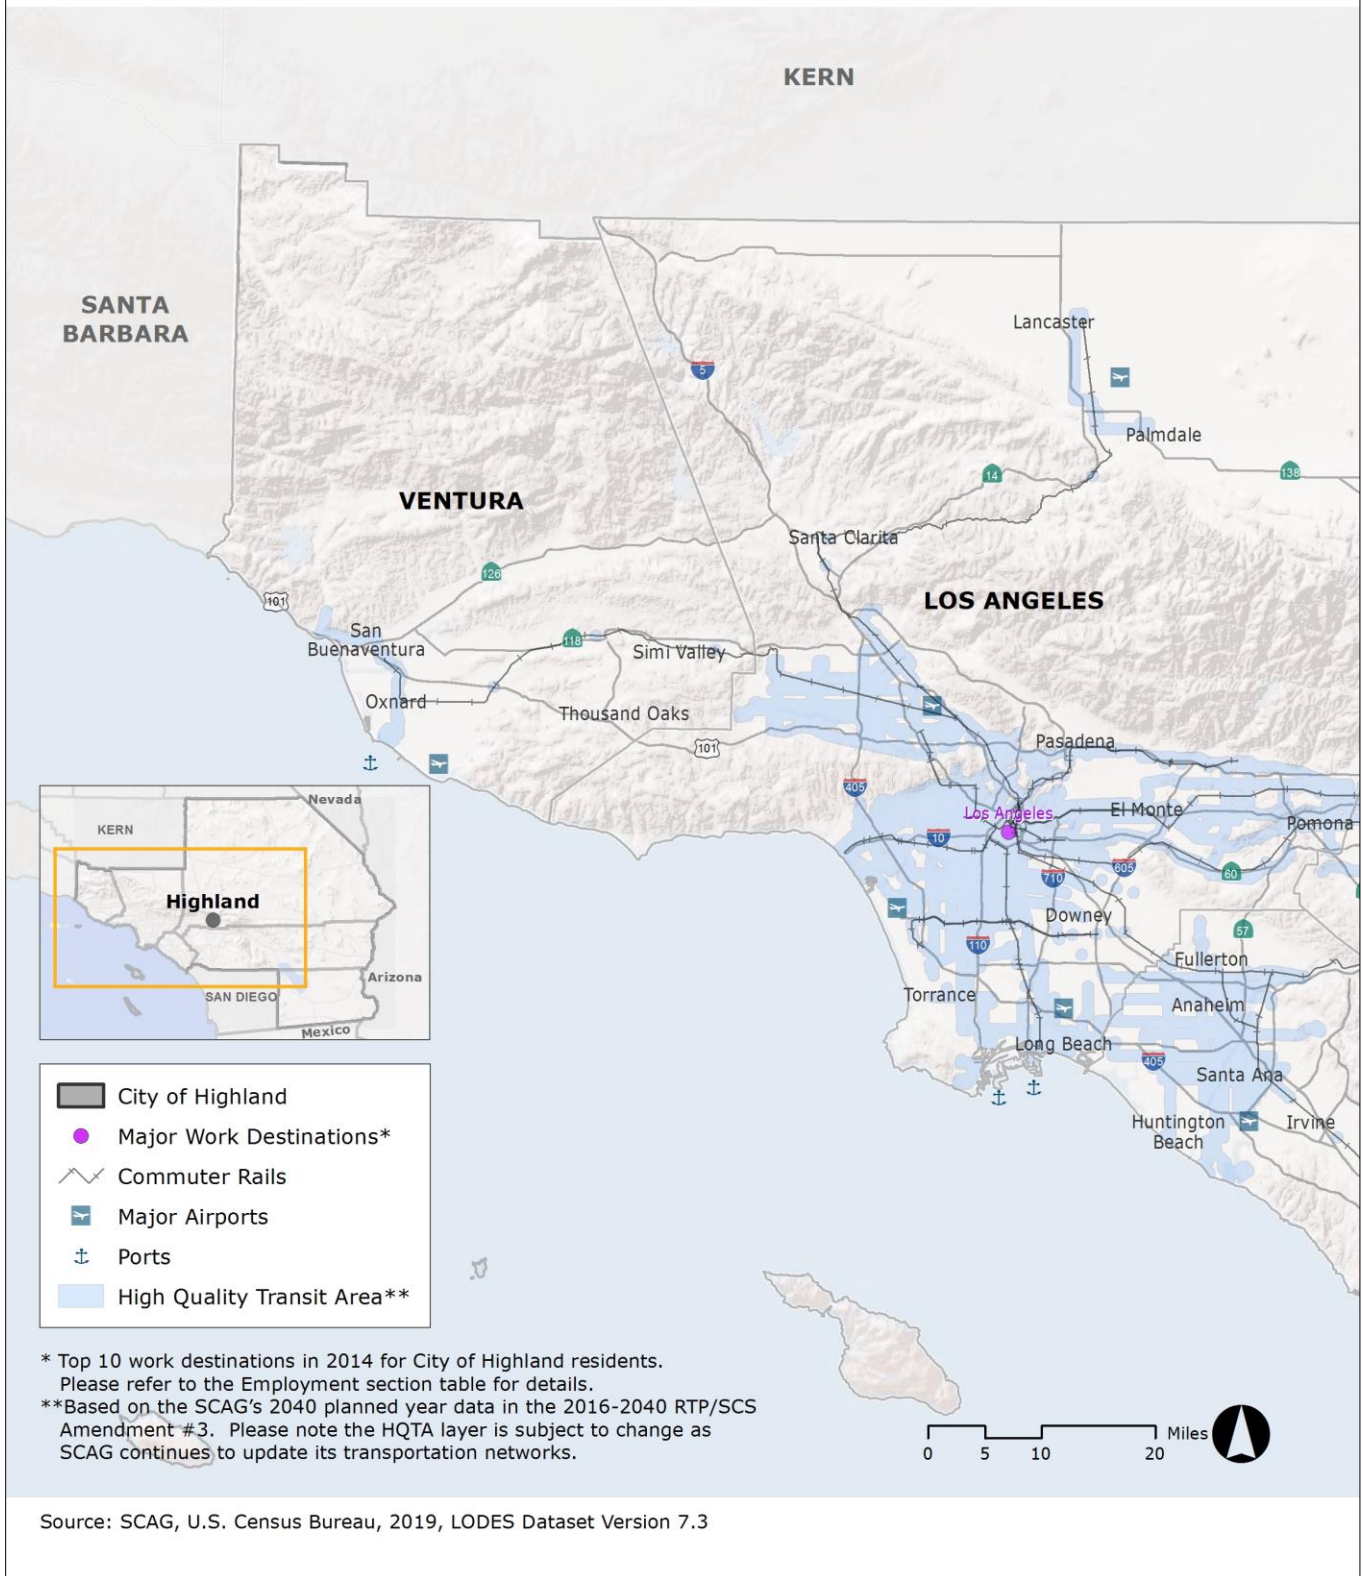 KERN
SANTA
BARBARA
Lancaster
5
Palmdale
14
138
VENTURA
Santa Clarita
126
LOS ANGELES
101
San
Buenaventura
118
Simi Valley
Oxnard
Thousand Oaks
101
Pasadena
405
Los Angeles
El Monte
Pomona
10
605
60
710
Downey
57
110
Fullerton
Torrance
Anaheim
Long Beach
405
Santa Ana
Huntington
Beach
Irvine
Nevada
KERN
Highland
Arizona
SAN DIEGO
Mexico
City of Highland
Major Work Destinations*
Commuter Rails
Major Airports
Ports
High Quality Transit Area**
* Top 10 work destinations in 2014 for City of Highland residents.
Please refer to the Employment section table for details.
**Based on the SCAG's 2040 planned year data in the 2016-2040 RTP/SCS
Amendment #3. Please note the HQTA layer is subject to change as
SCAG continues to update its transportation networks.
0 5 10 20 Miles
Source: SCAG, U.S. Census Bureau, 2019, LODES Dataset Version 7.3